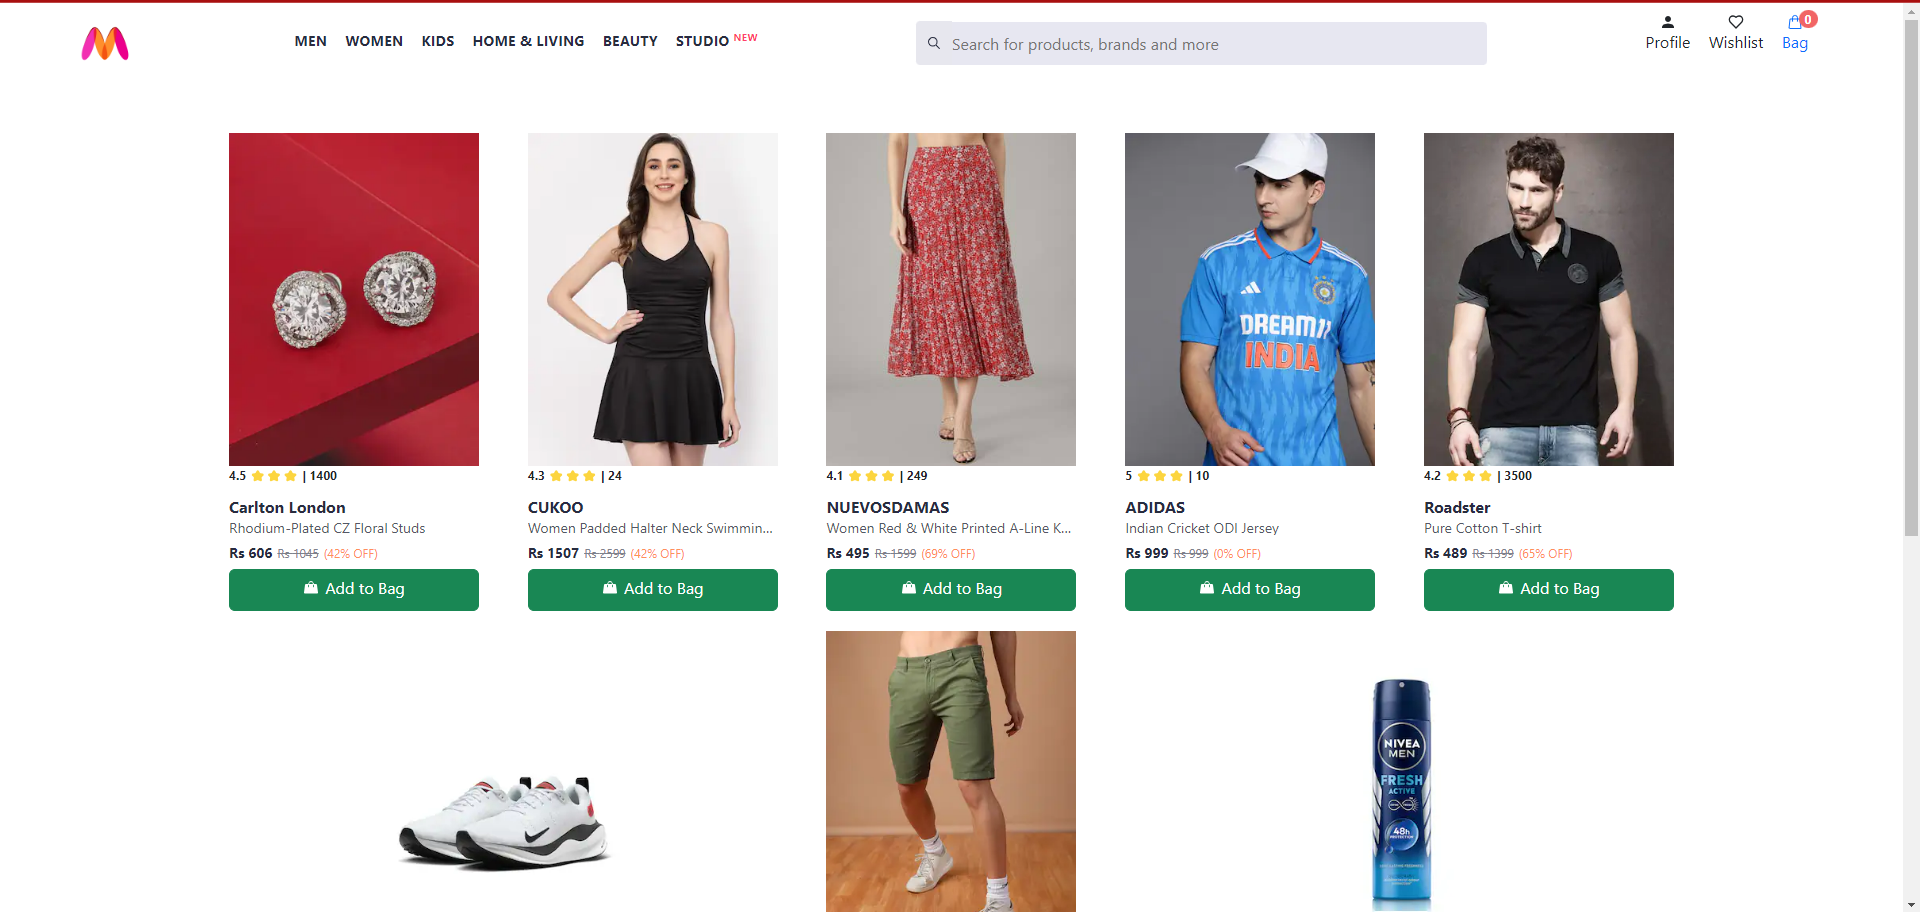 MEN WOMEN KIDS HOME & LIVING BEAUTY STUDIO NEW
Search for products, brands and more
Profile Wishlist Bag 0
DREAM11
INDIA
4.5 | 1400
Carlton London
Rhodium-Plated CZ Floral Studs
Rs 606 Rs 1045 (42% OFF)
Add to Bag
4.3 | 24
CUKOO
Women Padded Halter Neck Swimmin...
Rs 1507 Rs 2599 (42% OFF)
Add to Bag
4.1 | 249
NUEVOSDAMAS
Women Red & White Printed A-Line K...
Rs 495 Rs 1599 (69% OFF)
Add to Bag
5 | 10
ADIDAS
Indian Cricket ODI Jersey
Rs 999 Rs 999 (0% OFF)
Add to Bag
4.2 | 3500
Roadster
Pure Cotton T-shirt
Rs 489 Rs 1399 (65% OFF)
Add to Bag
NIVEA
MEN
FRESH
ACTIVE
48h